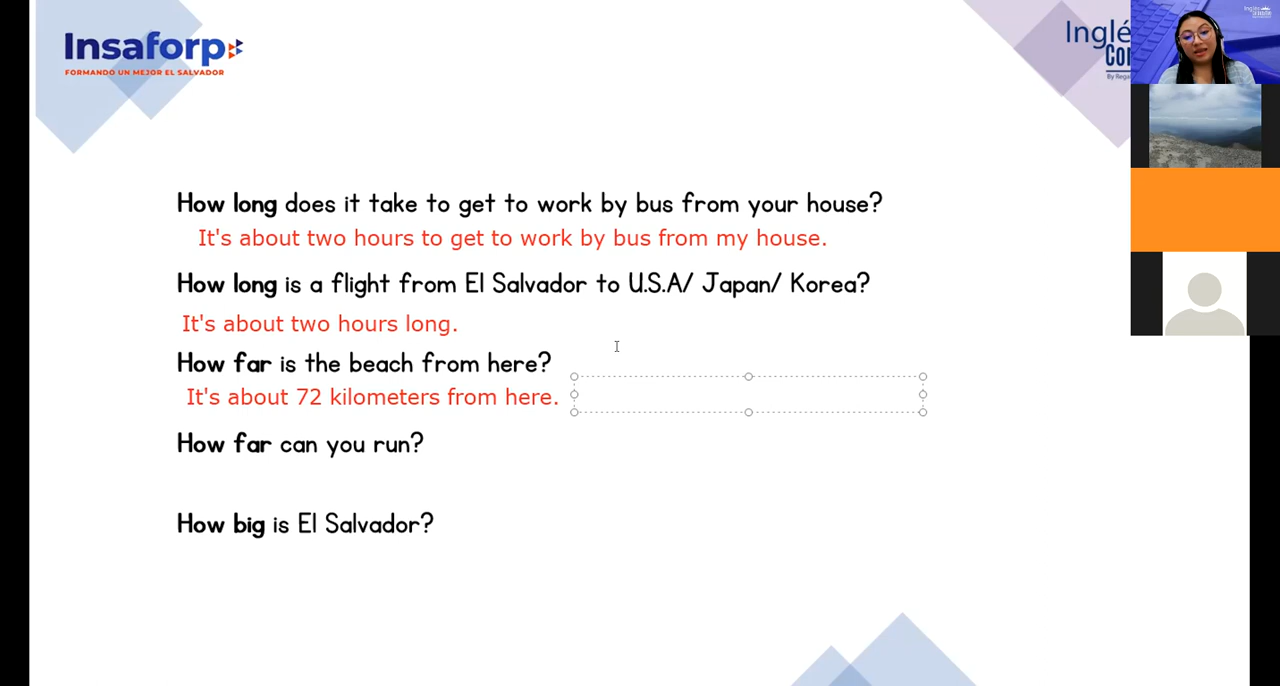 Insaforp
FORMANDO UN MEJOR EL SALVADOR
How long does it take to get to work by bus from your house?
It's about two hours to get to work by bus from my house.
How long is a flight from El Salvador to U.S.A/ Japan/ Korea?
It's about two hours long.
How far is the beach from here?
It's about 72 kilometers from here.
How far can you run?
How big is El Salvador?